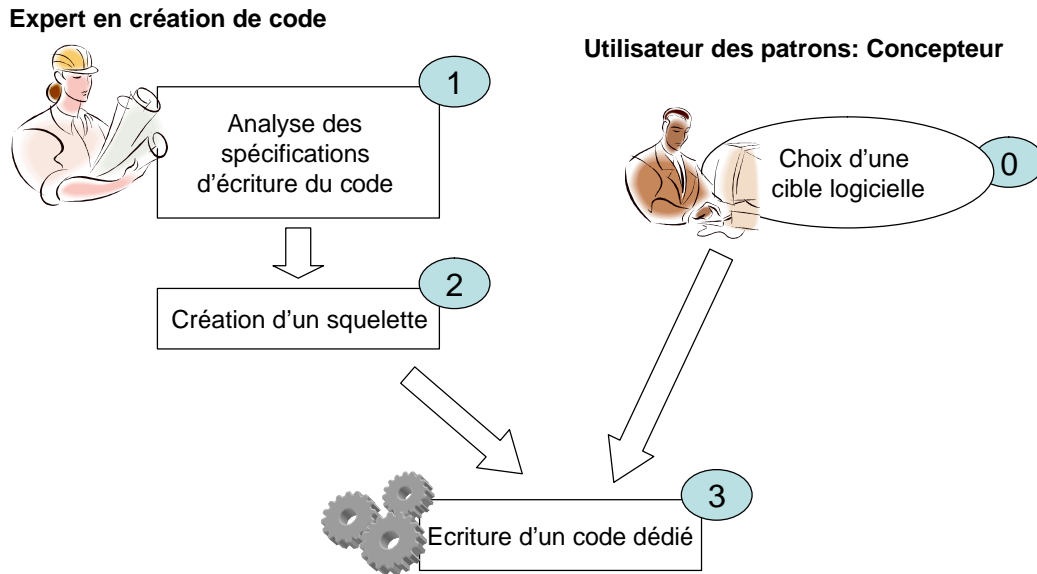 Expert en création de code
Utilisateur des patrons: Concepteur
1
Analyse des
spécifications
d'écriture du code
Choix d'une
cible logicielle
0
2
Création d'un squelette
3
Ecriture d'un code dédié